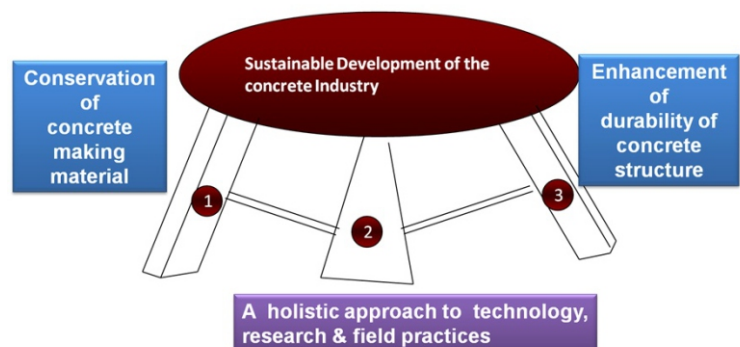 Sustainable Development of the
concrete Industry
Conservation
of
concrete
making
material
Enhancement
of
durability of
concrete
structure
1
2
3
A holistic approach to technology,
research & field practices